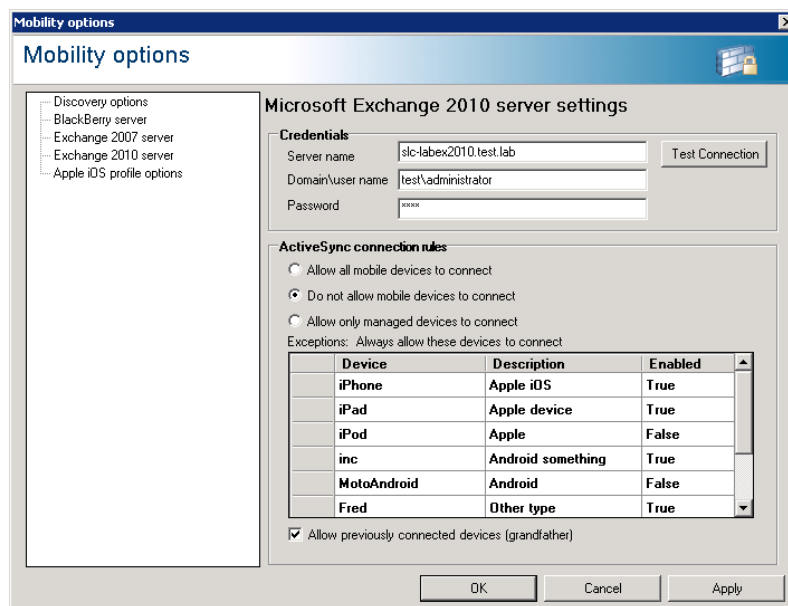 Mobility options
Mobility options
Discovery options
BlackBerry server
Exchange 2007 server
Exchange 2010 server
Apple iOS profile options
Microsoft Exchange 2010 server settings
Credentials
Server name slc-labex2010.test.lab Test Connection
Domain\user name test\administrator
Password ****
ActiveSync connection rules
Allow all mobile devices to connect
Do not allow mobile devices to connect
Allow only managed devices to connect
Exceptions: Always allow these devices to connect
Device Description Enabled
iPhone Apple iOS True
iPad Apple device True
iPod Apple False
inc Android something True
MotoAndroid Android False
Fred Other type True
Allow previously connected devices (grandfather)
OK Cancel Apply